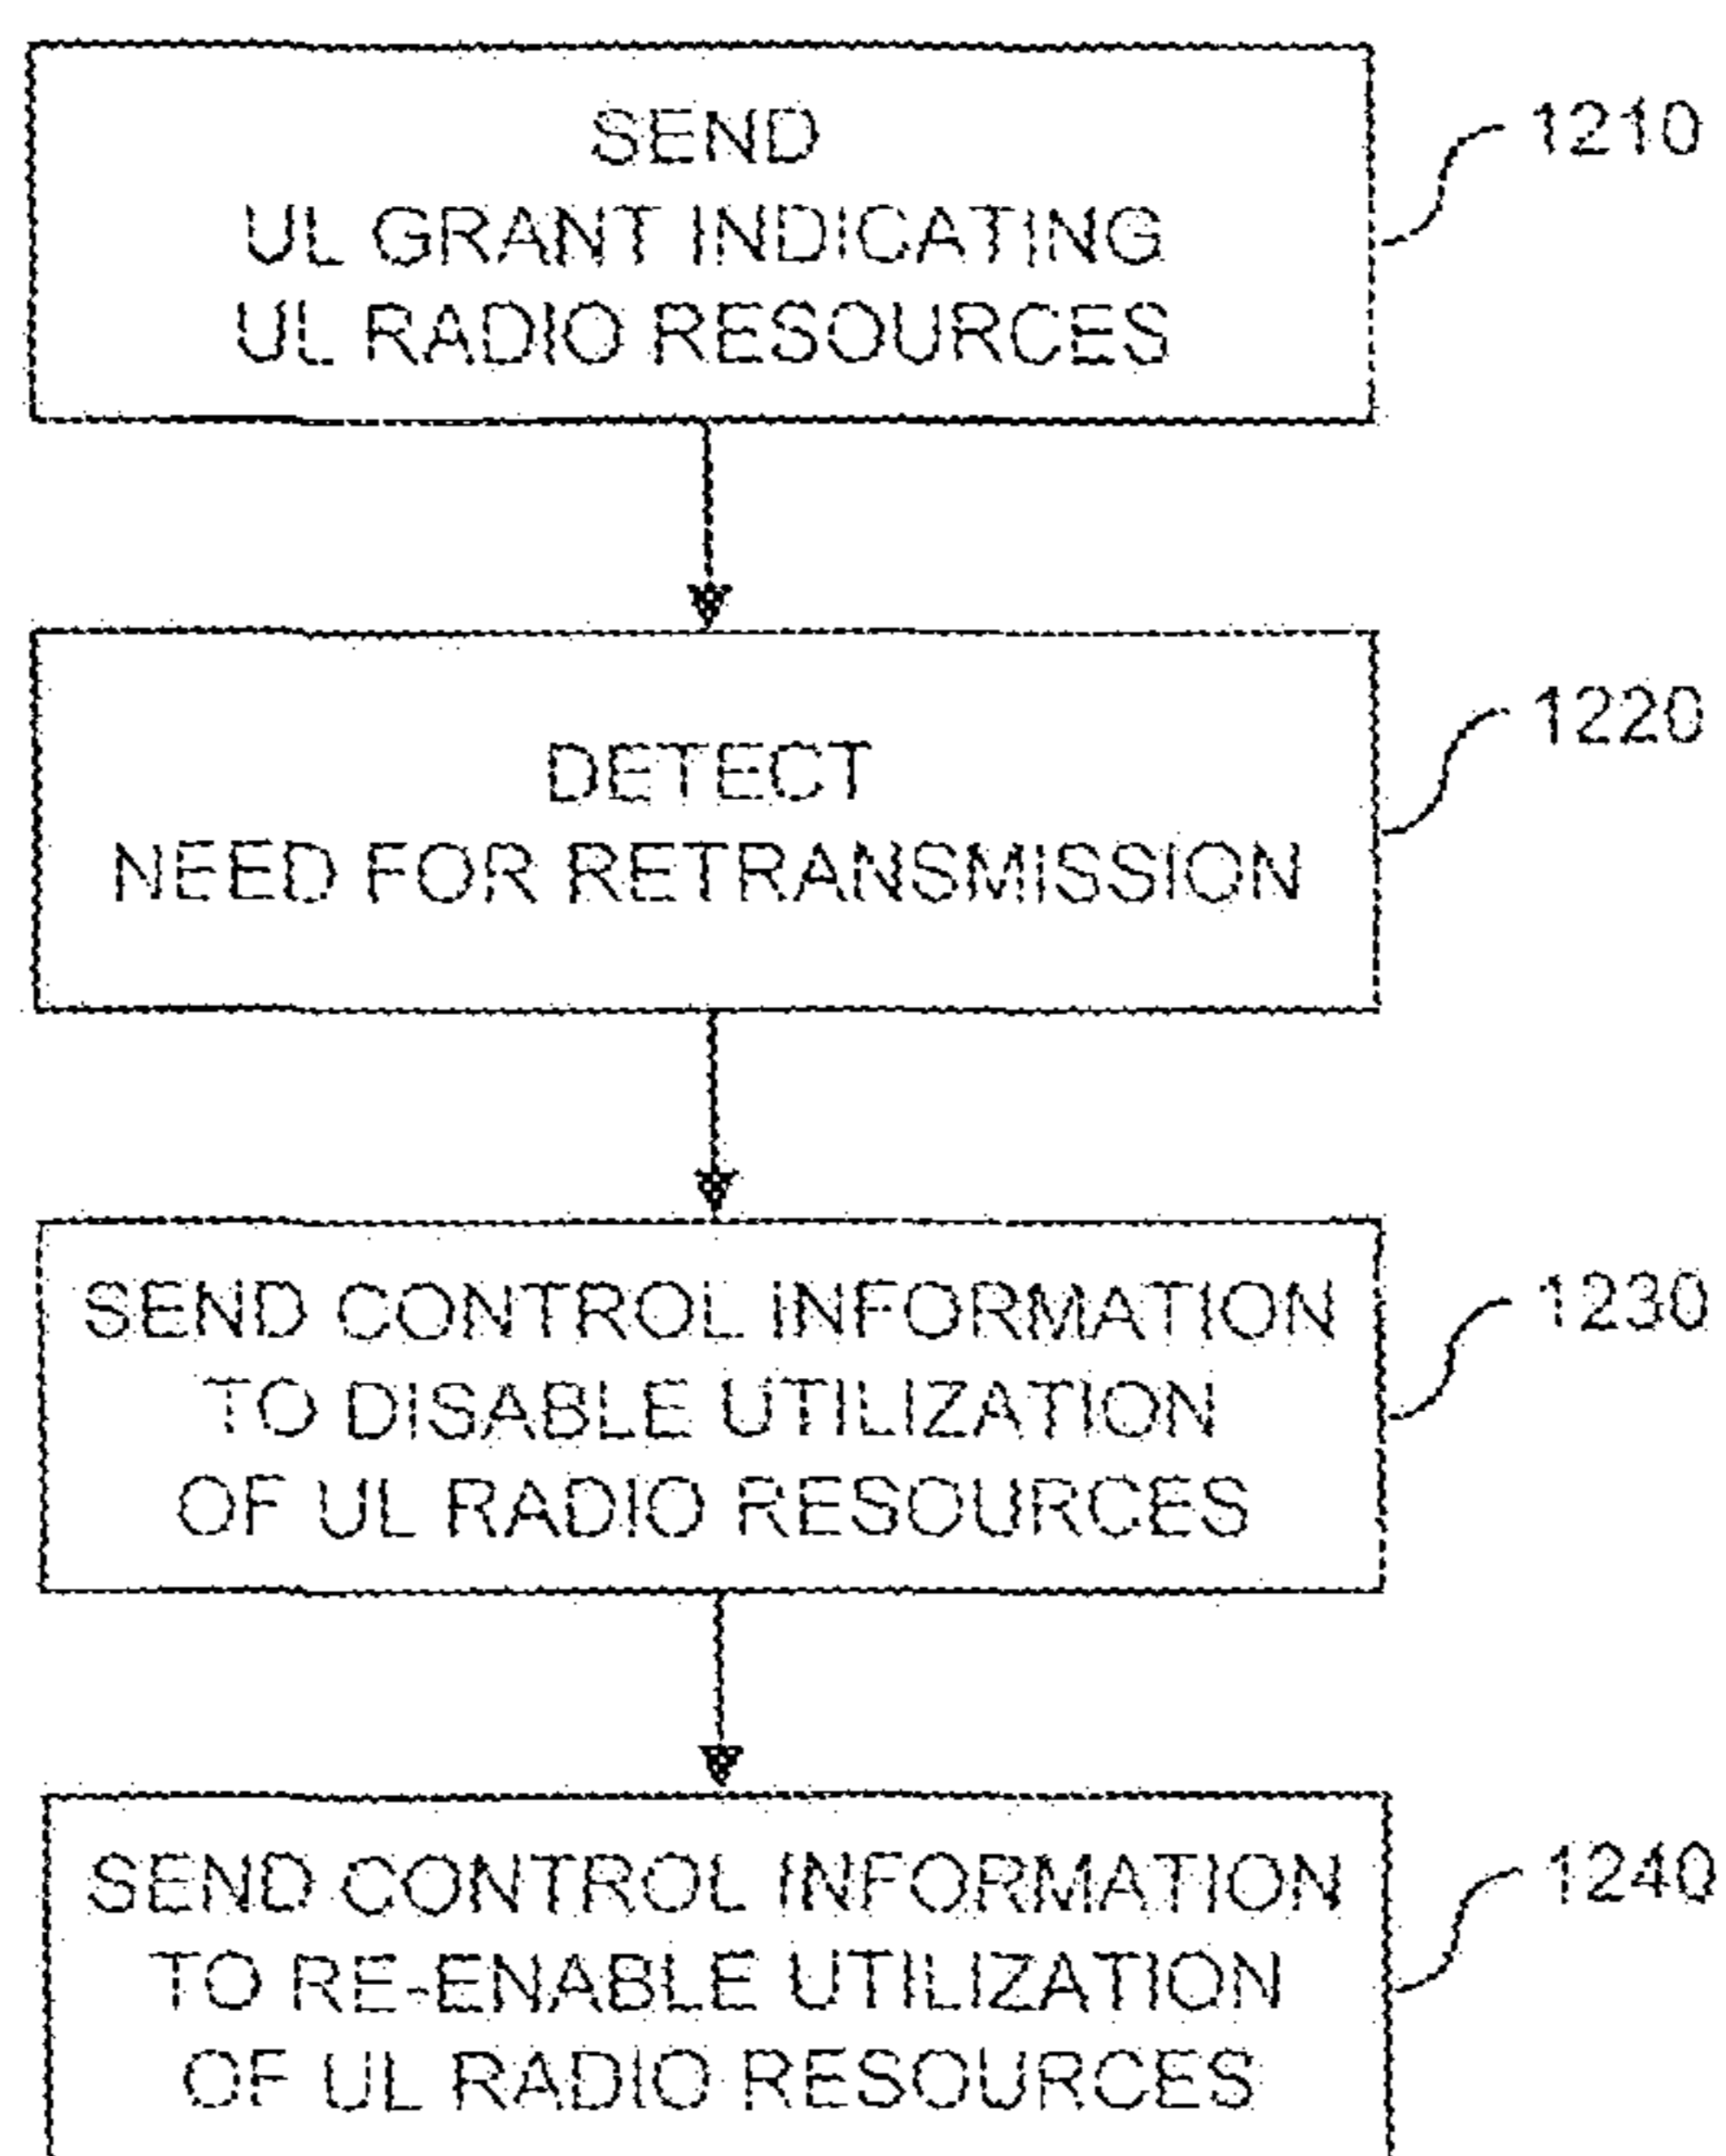 SEND
UL GRANT INDICATING
UL RADIO RESOURCES
1210
DETECT
NEED FOR RETRANSMISSION
1220
SEND CONTROL INFORMATION
TO DISABLE UTILIZATION
OF UL RADIO RESOURCES
1230
SEND CONTROL INFORMATION
TO RE-ENABLE UTILIZATION
OF UL RADIO RESOURCES
1240